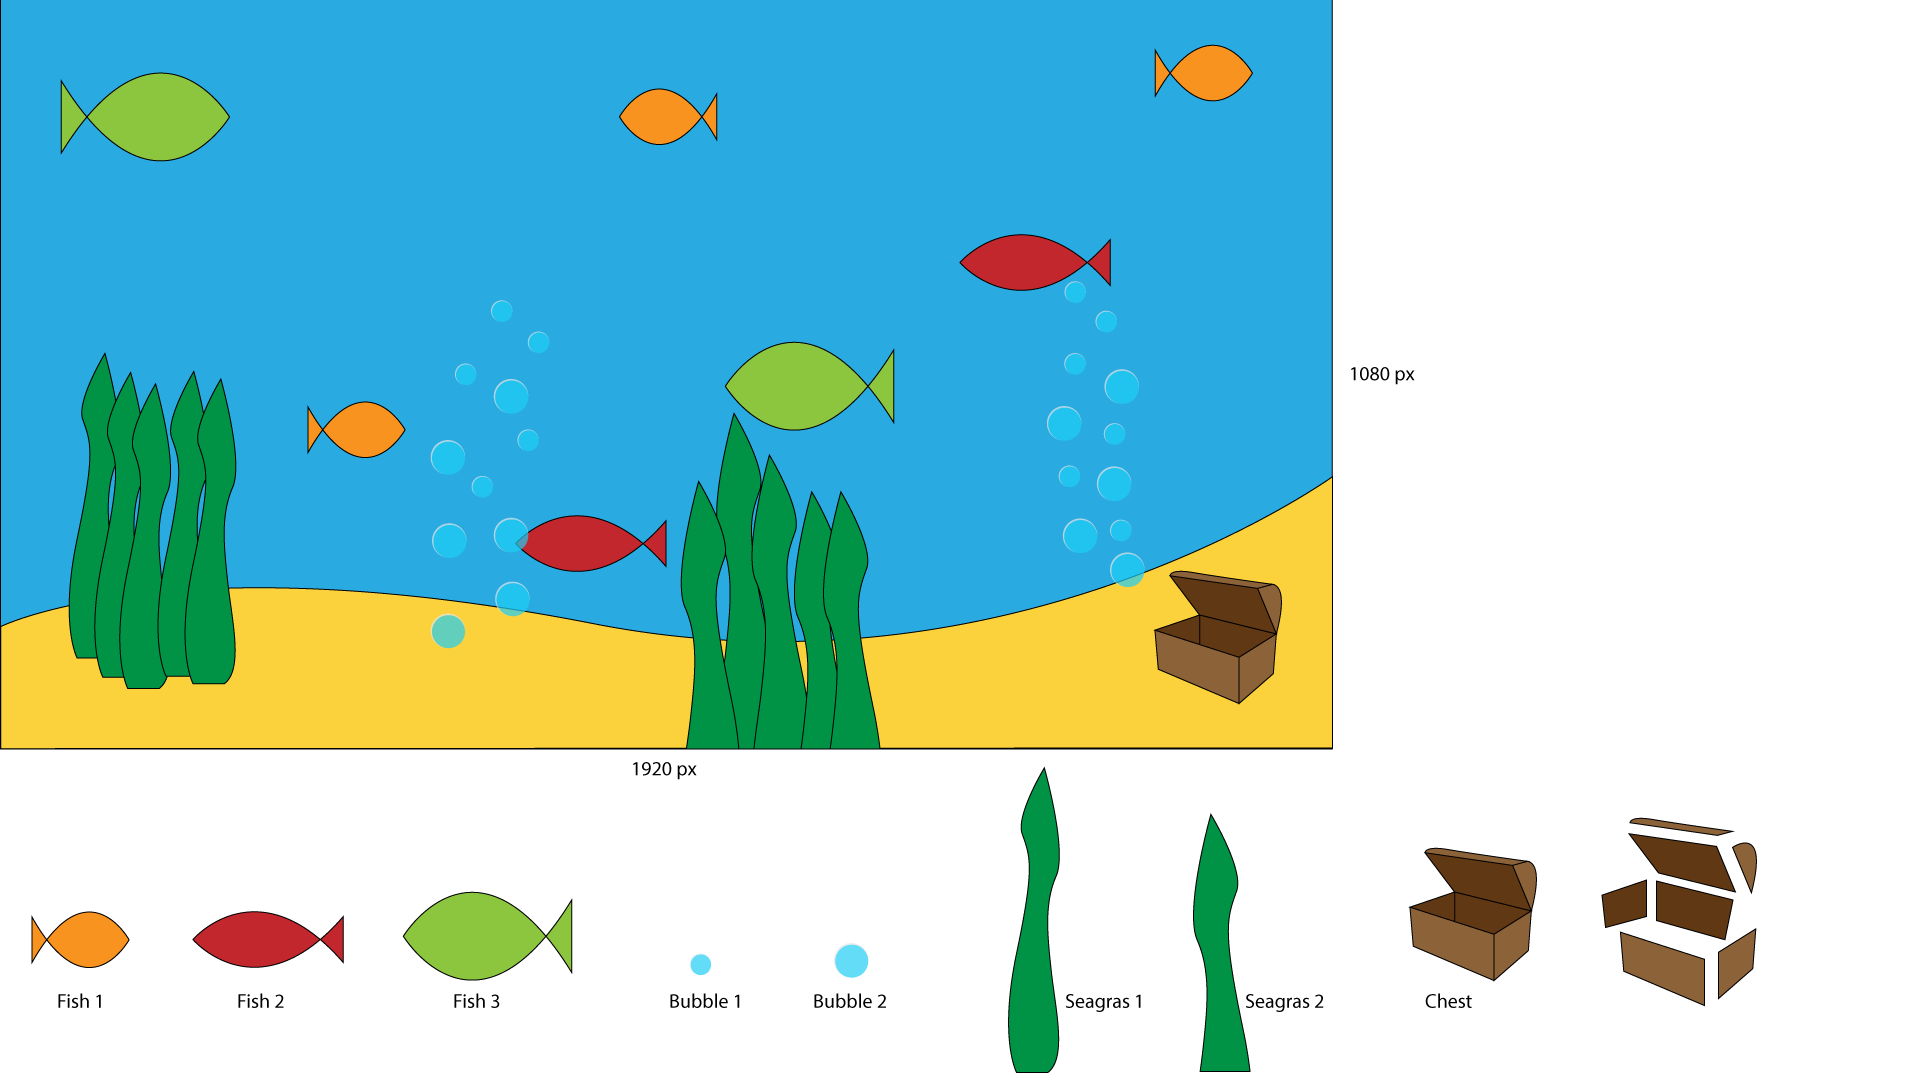 1080 px
1920 px
Fish 1
Fish 2
Fish 3
Bubble 1
Bubble 2
Seagras 1
Seagras 2
Chest